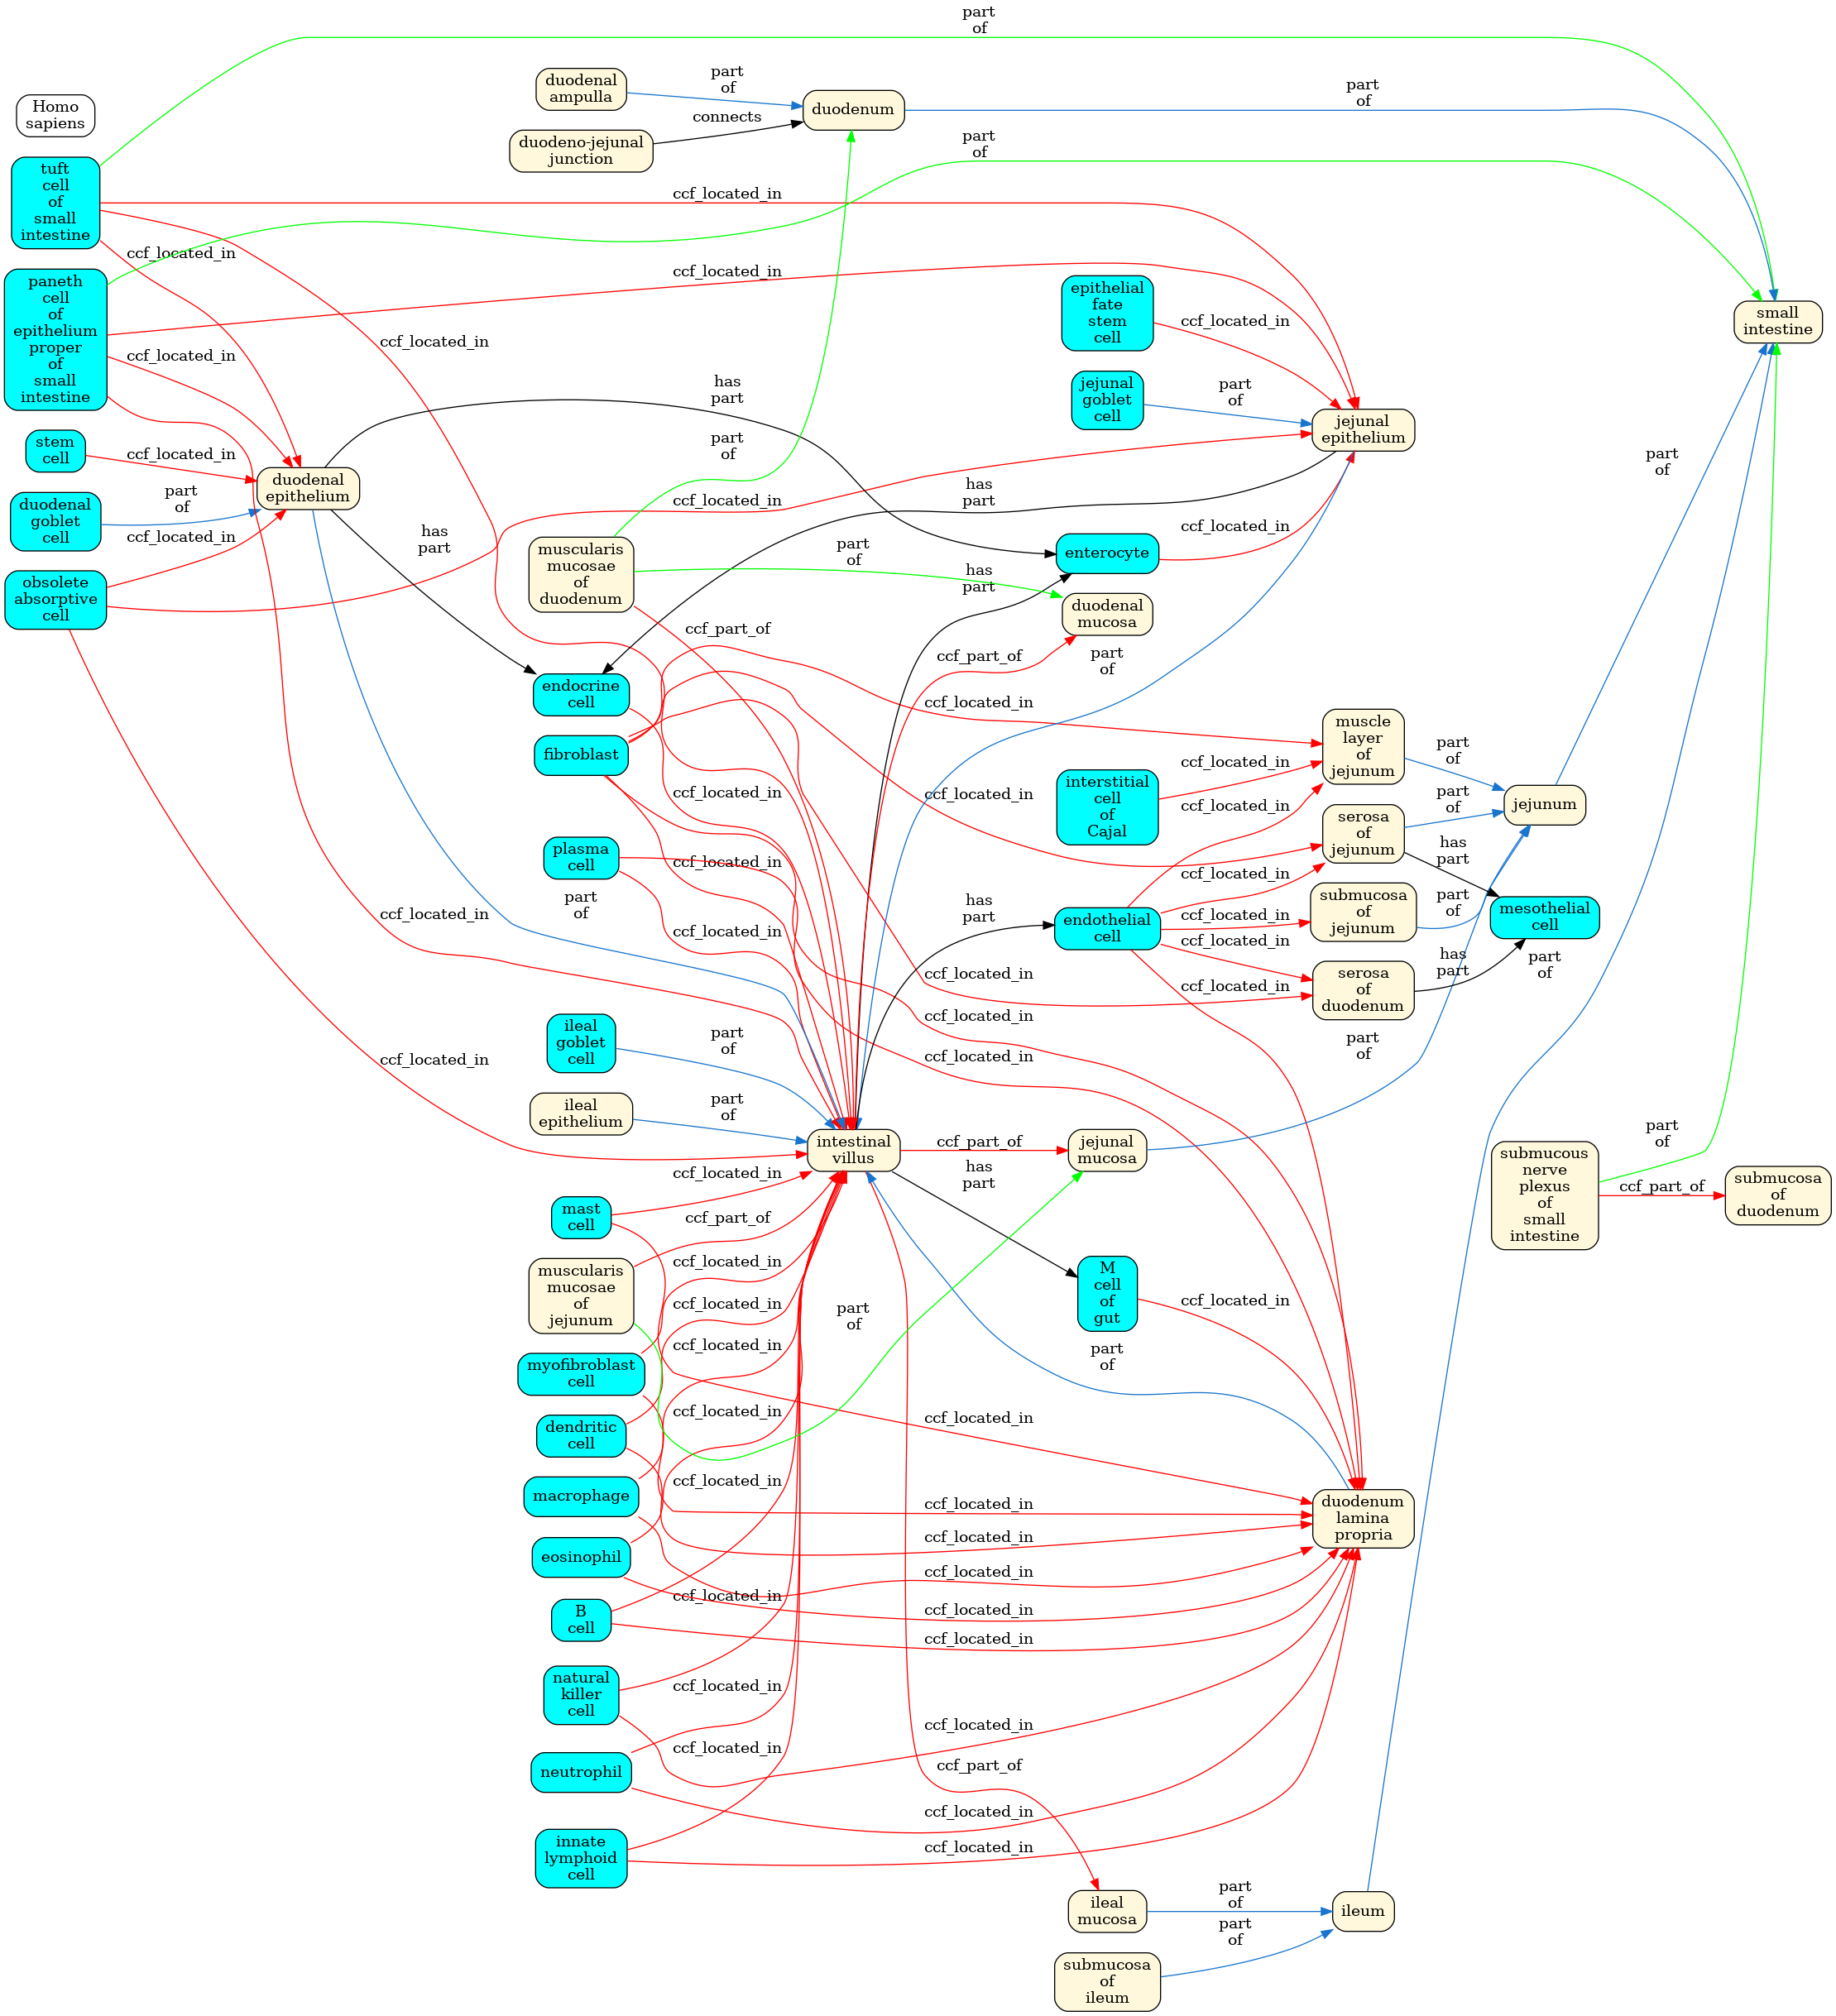 part
of
Homo
sapiens
duodenal
ampulla
part
of
duodenum
part
of
connects
duodeno-jejunal
junction
part
of
tuft
cell
of
small
intestine
ccf_located_in
ccf_located_in
paneth
cell
of
epithelium
proper
of
small
intestine
ccf_located_in
ccf_located_in
ccf_located_in
epithelial
fate
stem
cell
ccf_located_in
small
intestine
has
part
jejunal
goblet
cell
part
of
jejunal
epithelium
stem
cell
ccf_located_in
duodenal
epithelium
part
of
part
of
duodenal
goblet
cell
part
of
ccf_located_in
has
part
ccf_located_in
has
part
ccf_located_in
enterocyte
obsolete
absorptive
cell
muscularis
mucosae
of
duodenum
part
of
has
part
duodenal
mucosa
ccf_part_of
ccf_part_of
part
of
endocrine
cell
fibroblast
ccf_located_in
muscle
layer
of
jejunum
part
of
ccf_located_in
ccf_located_in
interstitial
cell
of
Cajal
ccf_located_in
ccf_located_in
part
of
jejunum
serosa
of
jejunum
has
part
plasma
cell
ccf_located_in
ccf_located_in
submucosa
of
jejunum
part
of
mesothelial
cell
part
of
ccf_located_in
part
of
ccf_located_in
has
part
endothelial
cell
ccf_located_in
ccf_located_in
ccf_located_in
ccf_located_in
serosa
of
duodenum
has
part
part
of
ileal
goblet
cell
part
of
ccf_located_in
ccf_located_in
part
of
ccf_located_in
ileal
epithelium
part
of
intestinal
villus
ccf_part_of
jejunal
mucosa
has
part
part
of
submucous
nerve
plexus
of
small
intestine
ccf_part_of
submucosa
of
duodenum
mast
cell
ccf_located_in
ccf_part_of
muscularis
mucosae
of
jejunum
ccf_located_in
M
cell
of
gut
ccf_located_in
ccf_located_in
part
of
ccf_located_in
part
of
myofibroblast
cell
ccf_located_in
ccf_located_in
dendritic
cell
ccf_located_in
macrophage
ccf_located_in
ccf_located_in
duodenum
lamina
propria
eosinophil
ccf_located_in
ccf_located_in
ccf_located_in
B
cell
ccf_located_in
ccf_located_in
natural
killer
cell
ccf_located_in
ccf_located_in
neutrophil
ccf_located_in
ccf_part_of
ccf_located_in
innate
lymphoid
cell
ccf_located_in
ileal
mucosa
part
of
ileum
part
of
submucosa
of
ileum